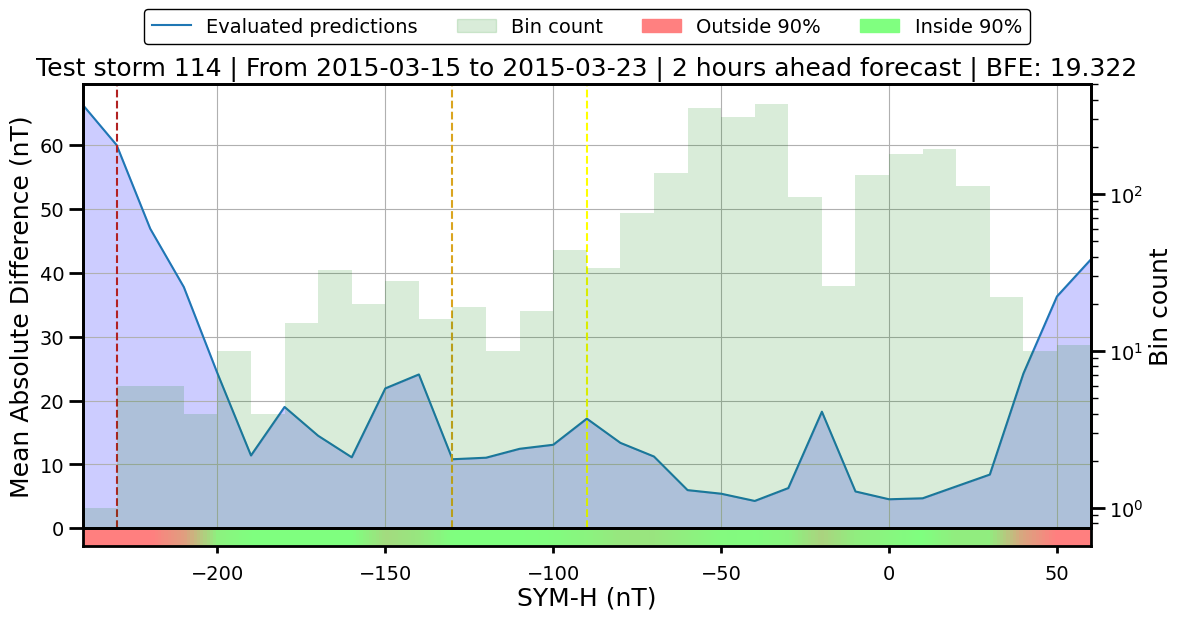 Evaluated predictions Bin count Outside 90% Inside 90%
Test storm 114 | From 2015-03-15 to 2015-03-23 | 2 hours ahead forecast | BFE: 19.322
Mean Absolute Difference (nT)
60
50
40
30
20
10
0
10²
10¹
10⁰
Bin count
−200 −150 −100 −50 0 50
SYM-H (nT)